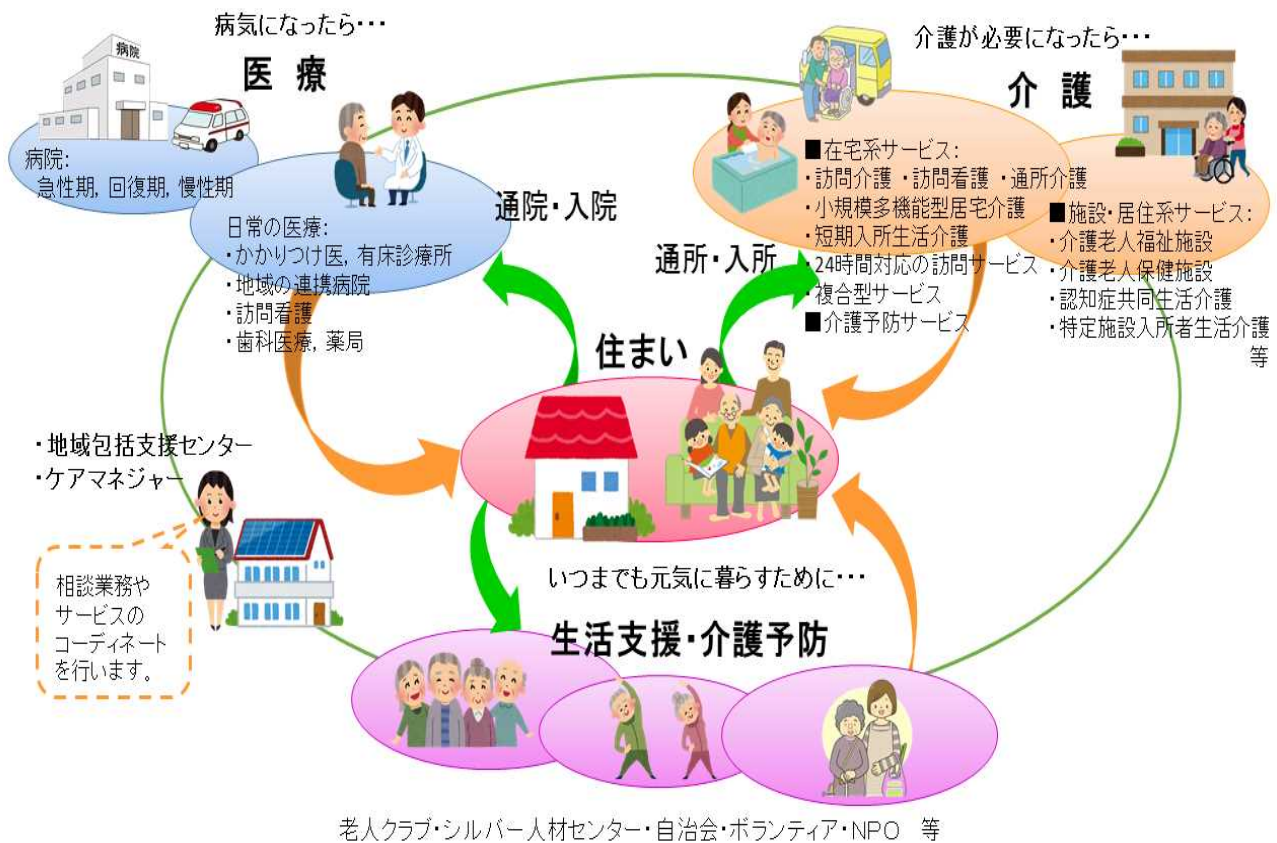 病気になったら･･･
医 療
病院
病院:
急性期, 回復期, 慢性期
日常の医療:
・かかりつけ医, 有床診療所
・地域の連携病院
・訪問看護
・歯科医療, 薬局
通院・入院
介護が必要になったら･･･
介 護
■在宅系サービス:
・訪問介護 ・訪問看護 ・通所介護
・小規模多機能型居宅介護
・短期入所生活介護
・24時間対応の訪問サービス
・複合型サービス
■介護予防サービス
■施設・居住系サービス:
・介護老人福祉施設
・介護老人保健施設
・認知症共同生活介護
・特定施設入所者生活介護
等
通所・入所
住まい
・地域包括支援センター
・ケアマネジャー
相談業務や
サービスの
コーディネート
を行います。
いつまでも元気に暮らすために･･･
生活支援・介護予防
老人クラブ・シルバー人材センター・自治会・ボランティア・NPO 等